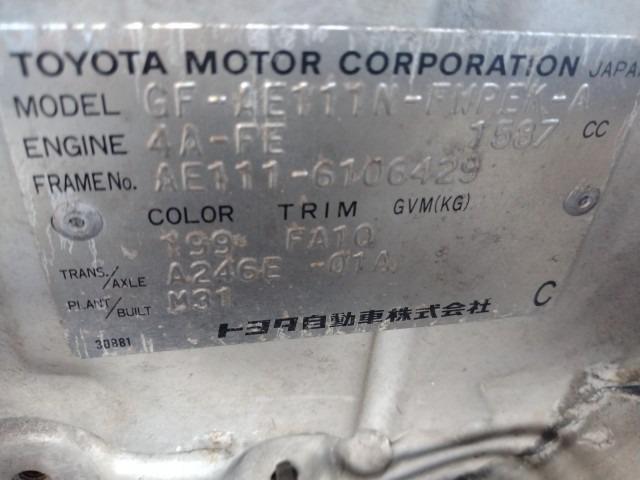 TOYOTA MOTOR CORPORATION JAPAN
MODEL GF-AE111N-FWPEK-A
ENGINE 4A-FE 1587 CC
FRAME No. AE111-6106429
COLOR TRIM GVM(KG)
199 FA10
TRANS./AXLE A246E -01A
PLANT/BUILT M31
トヨタ自動車株式会社 C
30881